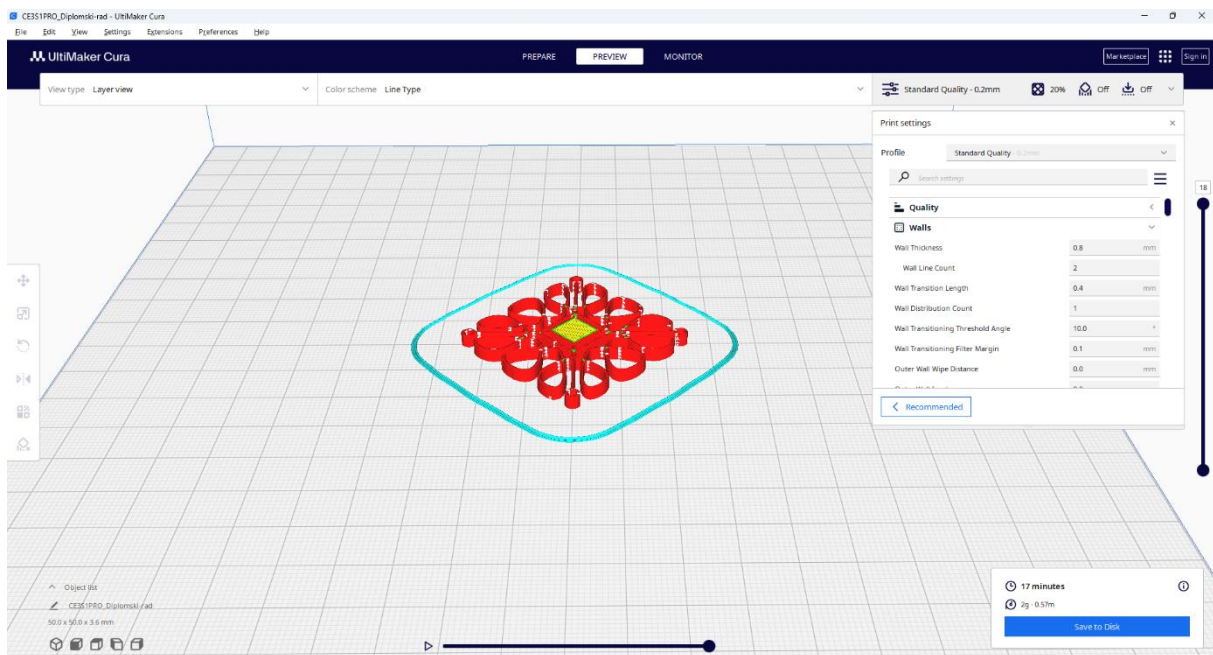 CE3S1PRO_Diplomski-rad - UltiMaker Cura
File Edit View Settings Extensions Preferences Help
UltiMaker Cura PREPARE PREVIEW MONITOR Marketplace Sign in
View type Layer view Color scheme Line Type Standard Quality - 0.2mm 20% Off Off
Print settings
Profile Standard Quality - 0.2mm
Search settings
18
Quality
Walls
Wall Thickness 0.8 mm
Wall Line Count 2
Wall Transition Length 0.4 mm
Wall Distribution Count 1
Wall Transitioning Threshold Angle 10.0 °
Wall Transitioning Filter Margin 0.1 mm
Outer Wall Wipe Distance 0.0 mm
Recommended
Object list
CE3S1PRO_Diplomski-rad
50.0 x 50.0 x 3.6 mm
17 minutes
2g · 0.57m
Save to Disk